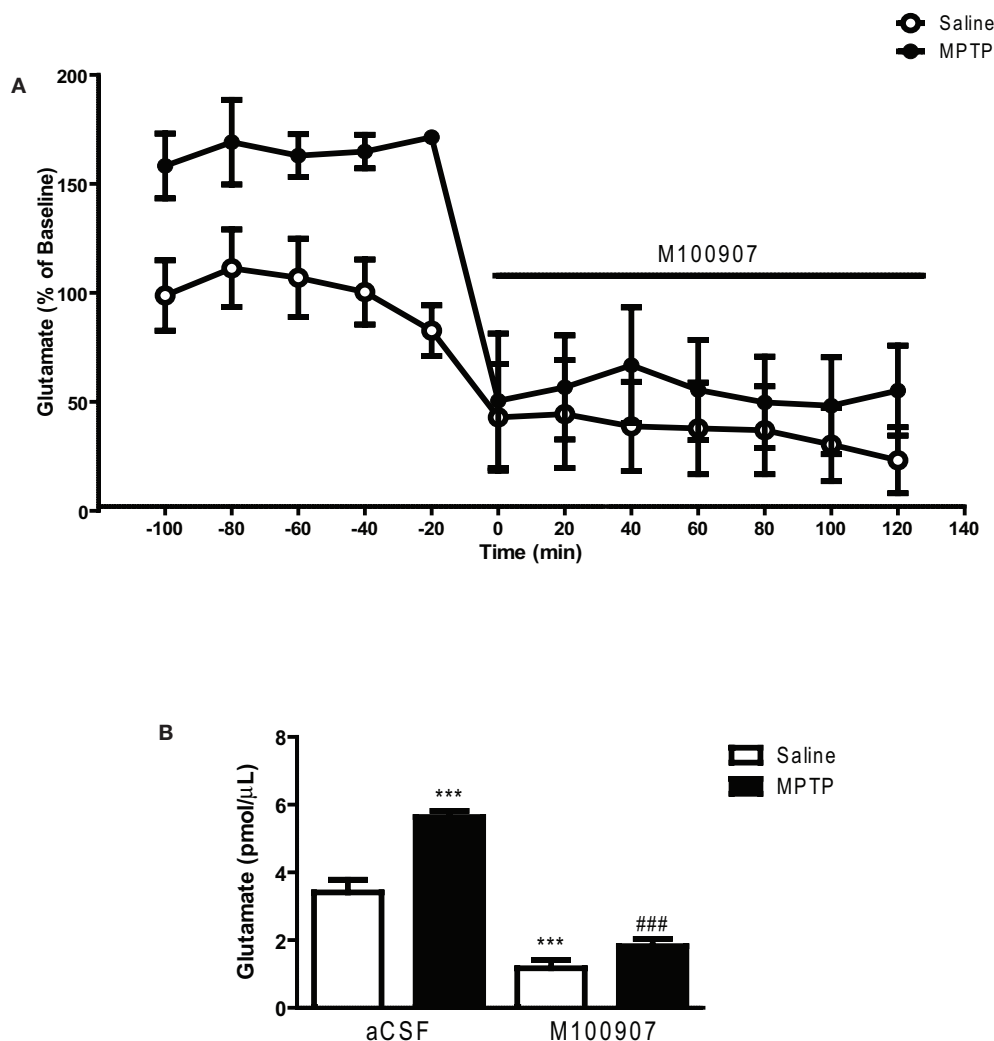 Saline
MPTP
A
Glutamate (% of Baseline)
200
150
100
50
0
M100907
-100 -80 -60 -40 -20 0 20 40 60 80 100 120 140
Time (min)
B
Glutamate (pmol/µL)
8
6
4
2
0
***
***
###
Saline
MPTP
aCSF M100907